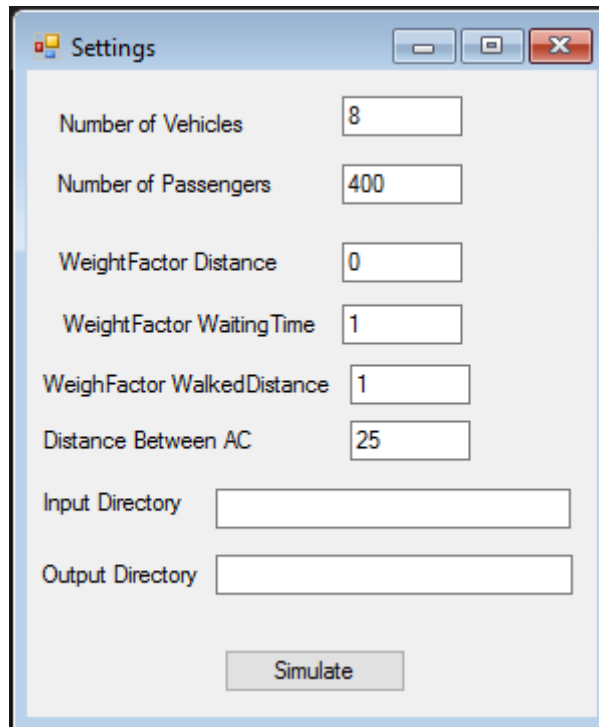 Settings
Number of Vehicles 8
Number of Passengers 400
WeightFactor Distance 0
WeightFactor WaitingTime 1
WeighFactor WalkedDistance 1
Distance Between AC 25
Input Directory
Output Directory
Simulate